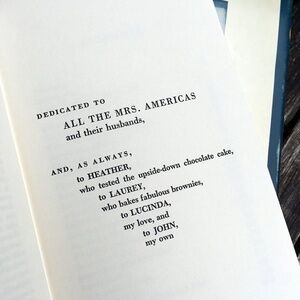 DEDICATED TO
ALL THE MRS. AMERICAS
and their husbands,
AND, AS ALWAYS,
to HEATHER,
who tested the upside-down chocolate cake,
to LAUREY,
who bakes fabulous brownies,
to LUCINDA,
my love, and
to JOHN,
my own